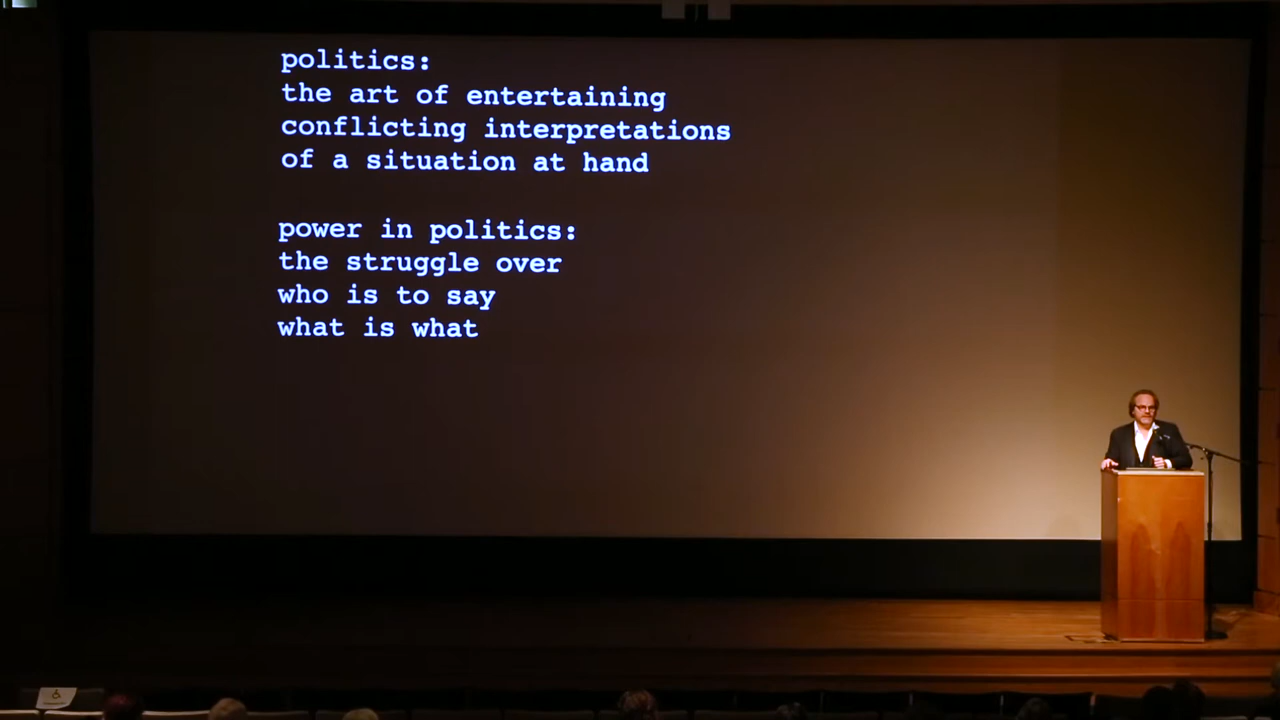 politics:
the art of entertaining
conflicting interpretations
of a situation at hand
power in politics:
the struggle over
who is to say
what is what